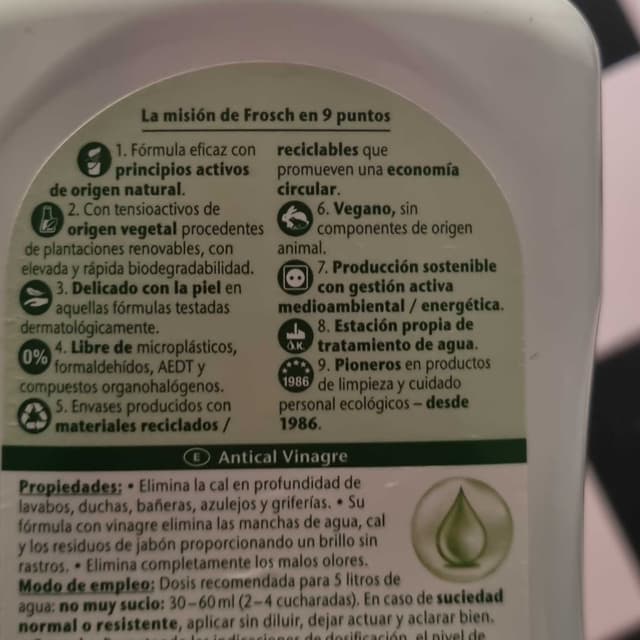 La misión de Frosch en 9 puntos
1. Fórmula eficaz con
principios activos
de origen natural.
2. Con tensioactivos de
origen vegetal procedentes
de plantaciones renovables, con
elevada y rápida biodegradabilidad.
3. Delicado con la piel en
aquellas fórmulas testadas
dermatológicamente.
0%
4. Libre de microplásticos,
formaldehídos, AEDT y
compuestos organohalógenos.
5. Envases producidos con
materiales reciclados /
reciclables que
promueven una economía
circular.
6. Vegano, sin
componentes de origen
animal.
7. Producción sostenible
con gestión activa
medioambiental / energética.
O.K.
8. Estación propia de
tratamiento de agua.
1986
9. Pioneros en productos
de limpieza y cuidado
personal ecológicos – desde
1986.
E Antical Vinagre
Propiedades: • Elimina la cal en profundidad de
lavabos, duchas, bañeras, azulejos y griferías. • Su
fórmula con vinagre elimina las manchas de agua, cal
y los residuos de jabón proporcionando un brillo sin
rastros. • Elimina completamente los malos olores.
Modo de empleo: Dosis recomendada para 5 litros de
agua: no muy sucio: 30–60 ml (2–4 cucharadas). En caso de suciedad
normal o resistente, aplicar sin diluir, dejar actuar y aclarar bien.
las indicaciones de dosificación, el nivel de